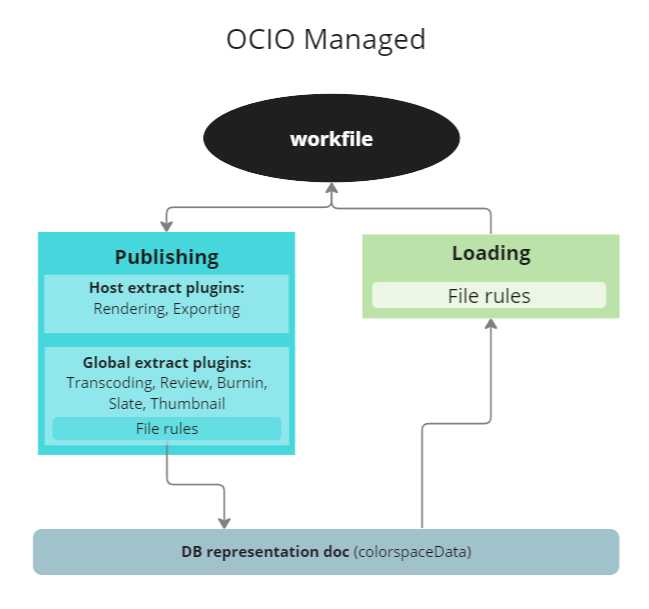 OCIO Managed
workfile
Publishing
Host extract plugins:
Rendering, Exporting
Global extract plugins:
Transcoding, Review, Burnin,
Slate, Thumbnail
File rules
Loading
File rules
DB representation doc (colorspaceData)